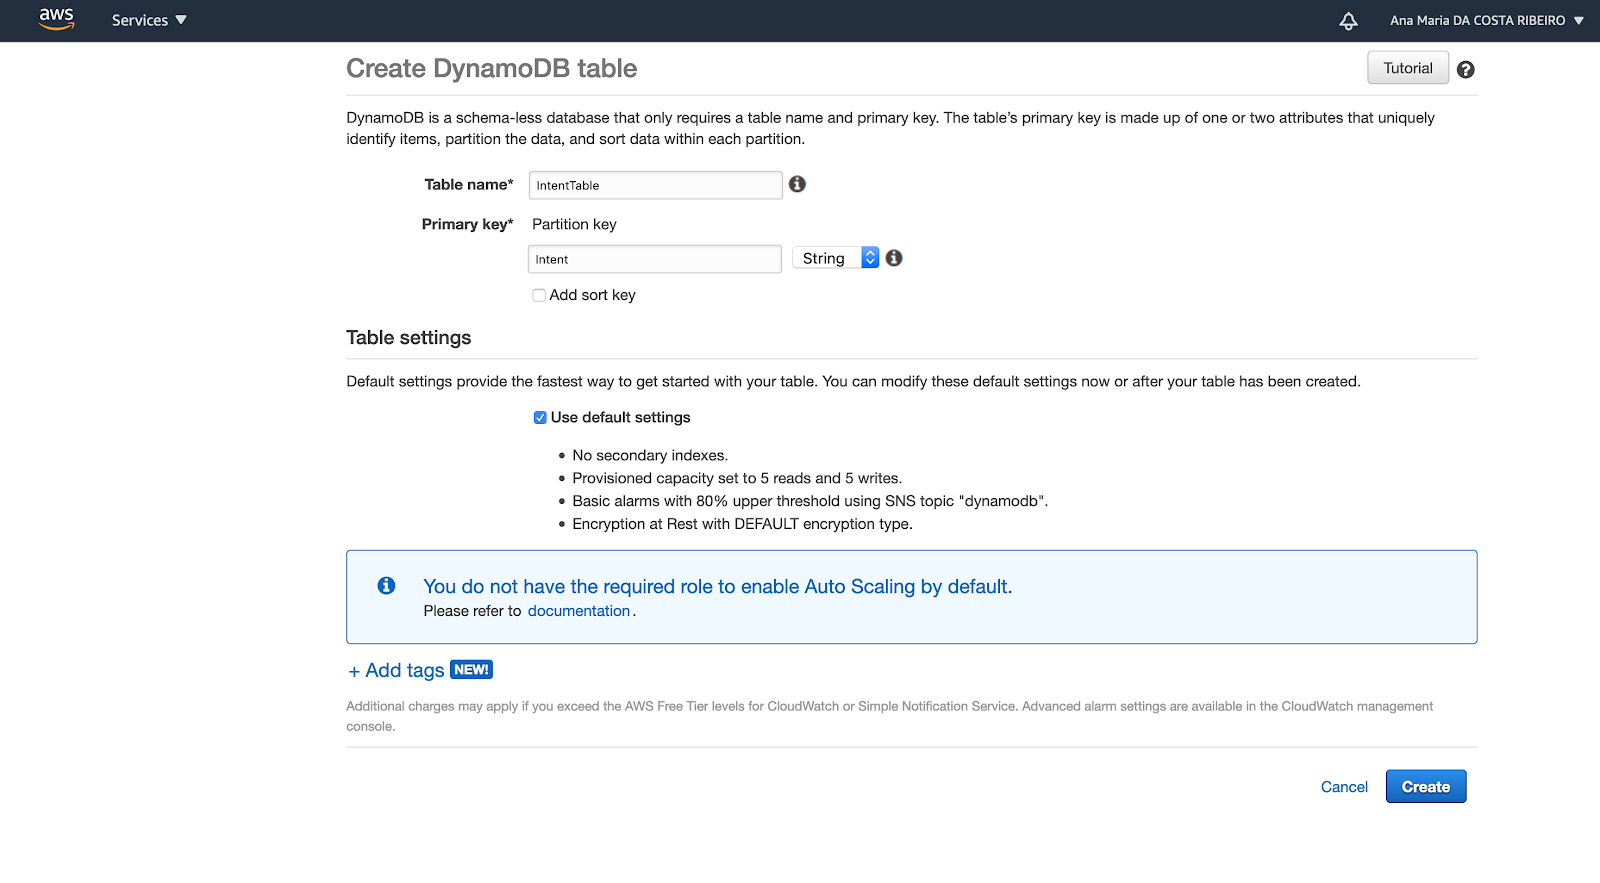 aws Services Ana Maria DA COSTA RIBEIRO
Create DynamoDB table Tutorial
DynamoDB is a schema-less database that only requires a table name and primary key. The table’s primary key is made up of one or two attributes that uniquely
identify items, partition the data, and sort data within each partition.
Table name* IntentTable
Primary key* Partition key
Intent String
Add sort key
Table settings
Default settings provide the fastest way to get started with your table. You can modify these default settings now or after your table has been created.
Use default settings
No secondary indexes.
Provisioned capacity set to 5 reads and 5 writes.
Basic alarms with 80% upper threshold using SNS topic "dynamodb".
Encryption at Rest with DEFAULT encryption type.
You do not have the required role to enable Auto Scaling by default.
Please refer to documentation.
+ Add tags NEW!
Additional charges may apply if you exceed the AWS Free Tier levels for CloudWatch or Simple Notification Service. Advanced alarm settings are available in the CloudWatch management
console.
Cancel Create